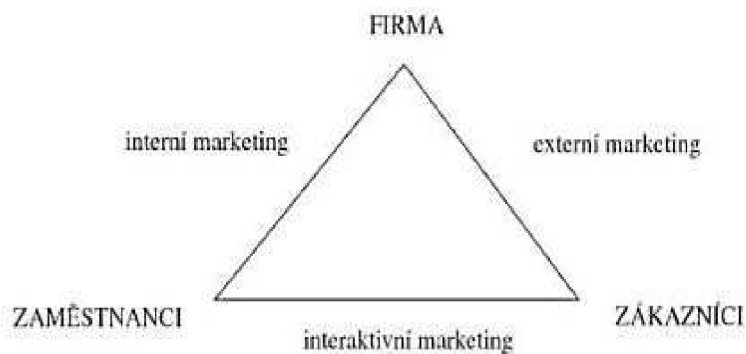 FIRMA
interní marketing
externí marketing
ZAMĚSTNANCI
ZÁKAZNÍCI
interaktivní marketing